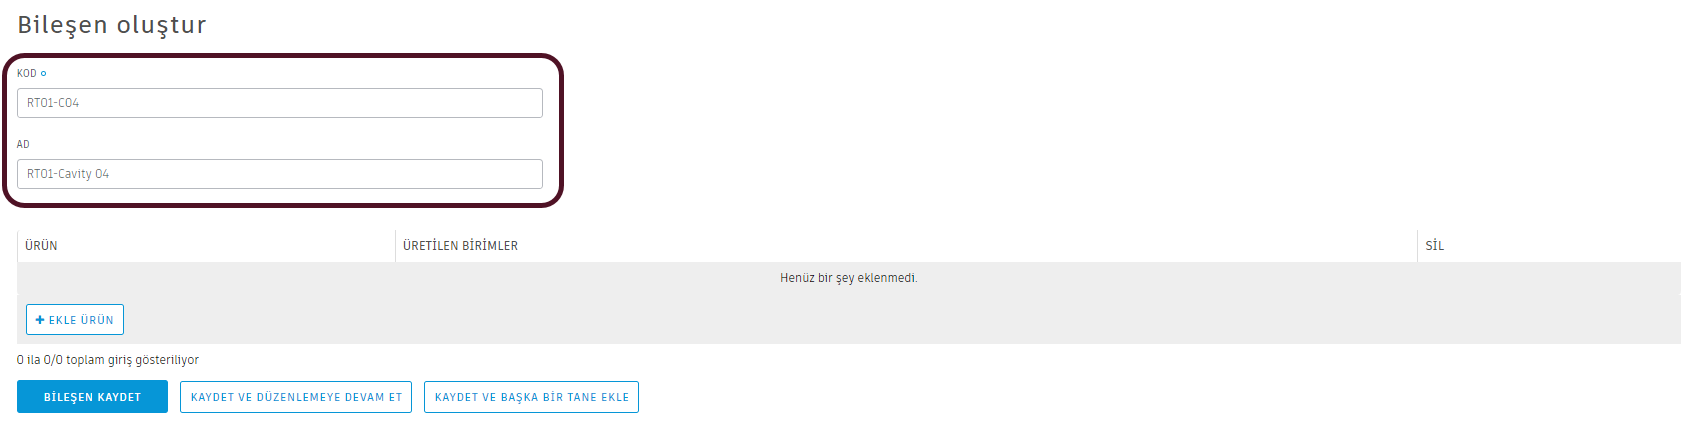 Bileşen oluştur
KOD
RT01-C04
AD
RT01-Cavity 04
ÜRÜN ÜRETİLEN BİRİMLER SİL
Henüz bir şey eklenmedi.
+ EKLE ÜRÜN
0 ila 0/0 toplam giriş gösteriliyor
BİLEŞEN KAYDET KAYDET VE DÜZENLEMEYE DEVAM ET KAYDET VE BAŞKA BİR TANE EKLE